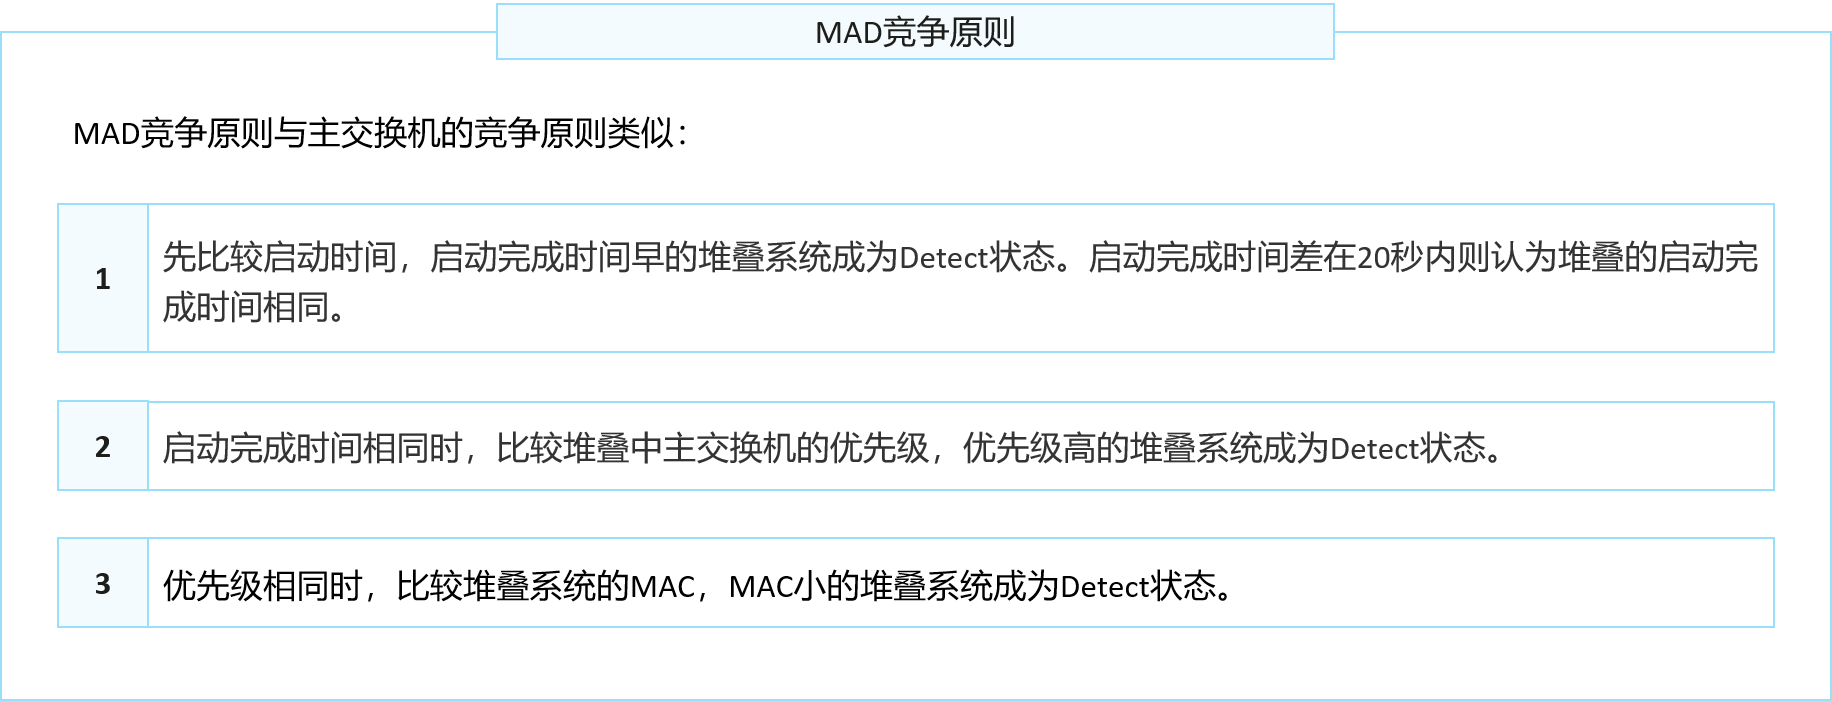 MAD竞争原则
MAD竞争原则与主交换机的竞争原则类似：
1
先比较启动时间，启动完成时间早的堆叠系统成为Detect状态。启动完成时间差在20秒内则认为堆叠的启动完
成时间相同。
2
启动完成时间相同时，比较堆叠中主交换机的优先级，优先级高的堆叠系统成为Detect状态。
3
优先级相同时，比较堆叠系统的MAC，MAC小的堆叠系统成为Detect状态。